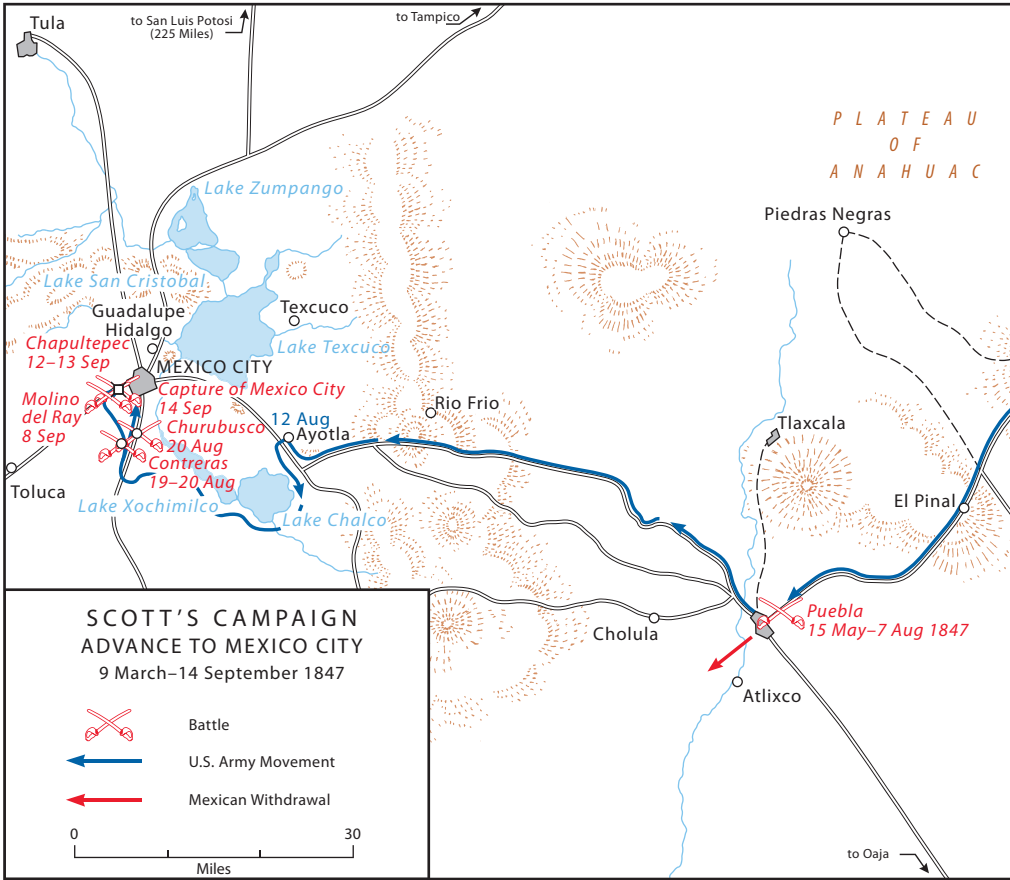 Tula
to San Luis Potosi
(225 Miles)
to Tampico
PLATEAU
OF
ANAHUAC
Lake Zumpango
Piedras Negras
Lake San Cristobal
Guadalupe
Hidalgo
Texcuco
Chapultepec
12–13 Sep
Lake Texcuco
MEXICO CITY
Molino
del Ray
8 Sep
Capture of Mexico City
14 Sep
Rio Frio
Churubusco
20 Aug
12 Aug
Ayotla
Tlaxcala
Contreras
19–20 Aug
Toluca
Lake Xochimilco
Lake Chalco
El Pinal
Puebla
15 May–7 Aug 1847
Cholula
Atlixco
to Oaja
SCOTT'S CAMPAIGN
ADVANCE TO MEXICO CITY
9 March–14 September 1847
Battle
U.S. Army Movement
Mexican Withdrawal
0 30
Miles